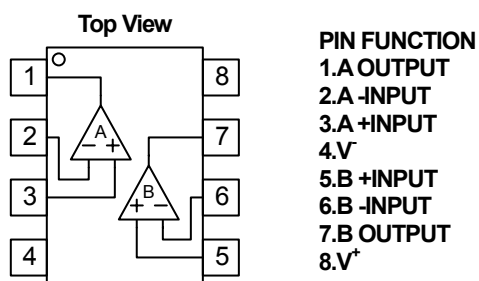 Top View
1
8
2
7
3
6
4
5
A
− +
B
+ −
PIN FUNCTION
1.A OUTPUT
2.A -INPUT
3.A +INPUT
4.V⁻
5.B +INPUT
6.B -INPUT
7.B OUTPUT
8.V⁺